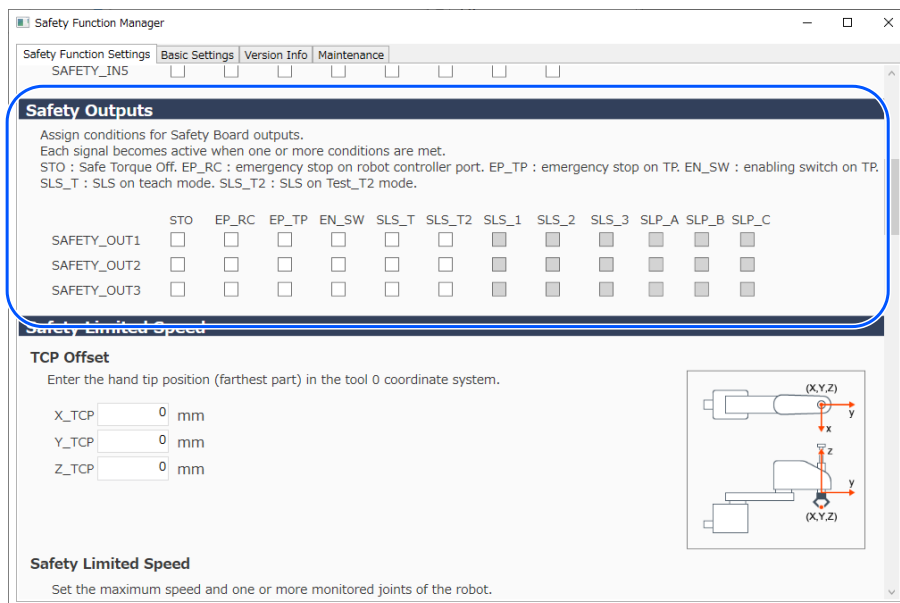 Safety Function Manager
Safety Function Settings Basic Settings Version Info Maintenance
SAFETY_IN5
Safety Outputs
Assign conditions for Safety Board outputs.
Each signal becomes active when one or more conditions are met.
STO : Safe Torque Off. EP_RC : emergency stop on robot controller port. EP_TP : emergency stop on TP. EN_SW : enabling switch on TP.
SLS_T : SLS on teach mode. SLS_T2 : SLS on Test_T2 mode.
STO EP_RC EP_TP EN_SW SLS_T SLS_T2 SLS_1 SLS_2 SLS_3 SLP_A SLP_B SLP_C
SAFETY_OUT1
SAFETY_OUT2
SAFETY_OUT3
Safety Limited Speed
TCP Offset
Enter the hand tip position (farthest part) in the tool 0 coordinate system.
X_TCP 0 mm
Y_TCP 0 mm
Z_TCP 0 mm
(X,Y,Z)
y
x
z
y
(X,Y,Z)
Safety Limited Speed
Set the maximum speed and one or more monitored joints of the robot.